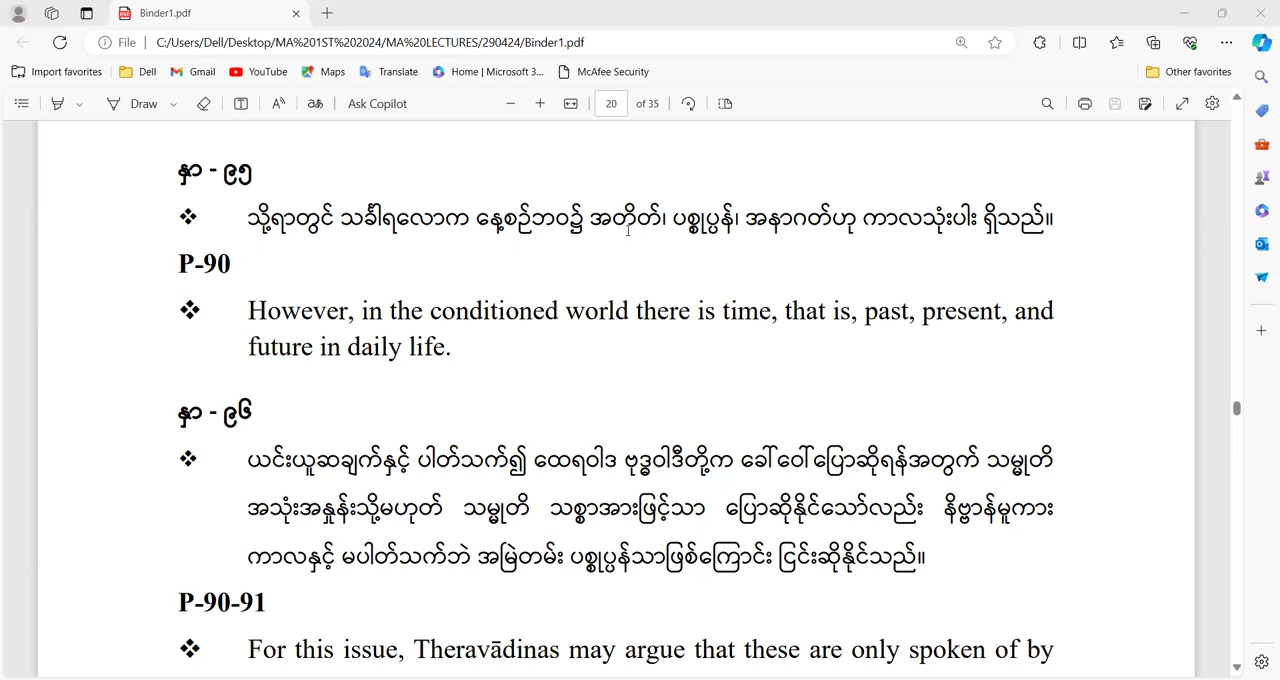 Binder1.pdf
File
C:/Users/Dell/Desktop/MA%201ST%202024/MA%20LECTURES/290424/Binder1.pdf
Import favorites Dell Gmail YouTube Maps Translate Home | Microsoft 3... McAfee Security Other favorites
Draw Ask Copilot 20 of 35
နှာ - ၉၅
❖ သို့ရာတွင် သင်္ခါရလောက နေ့စဉ်ဘဝ၌ အတိုတ်၊ ပစ္စုပ္ပန်၊ အနာဂတ်ဟု ကာလသုံးပါး ရှိသည်။
P-90
❖ However, in the conditioned world there is time, that is, past, present, and
future in daily life.
နှာ - ၉၆
❖ ယင်းယူဆချက်နှင့် ပါတ်သက်၍ ထေရဝါဒ ဗုဒ္ဓဝါဒီတို့က ခေါ်ဝေါ်ပြောဆိုရန်အတွက် သမ္မုတိ
အသုံးအနှုန်းသို့မဟုတ် သမ္မုတိ သစ္စာအားဖြင့်သာ ပြောဆိုနိုင်သော်လည်း နိဗ္ဗာန်မူကား
ကာလနှင့် မပါတ်သက်ဘဲ အမြဲတမ်း ပစ္စုပ္ပန်သာဖြစ်ကြောင်း ငြင်းဆိုနိုင်သည်။
P-90-91
❖ For this issue, Theravādinas may argue that these are only spoken of by